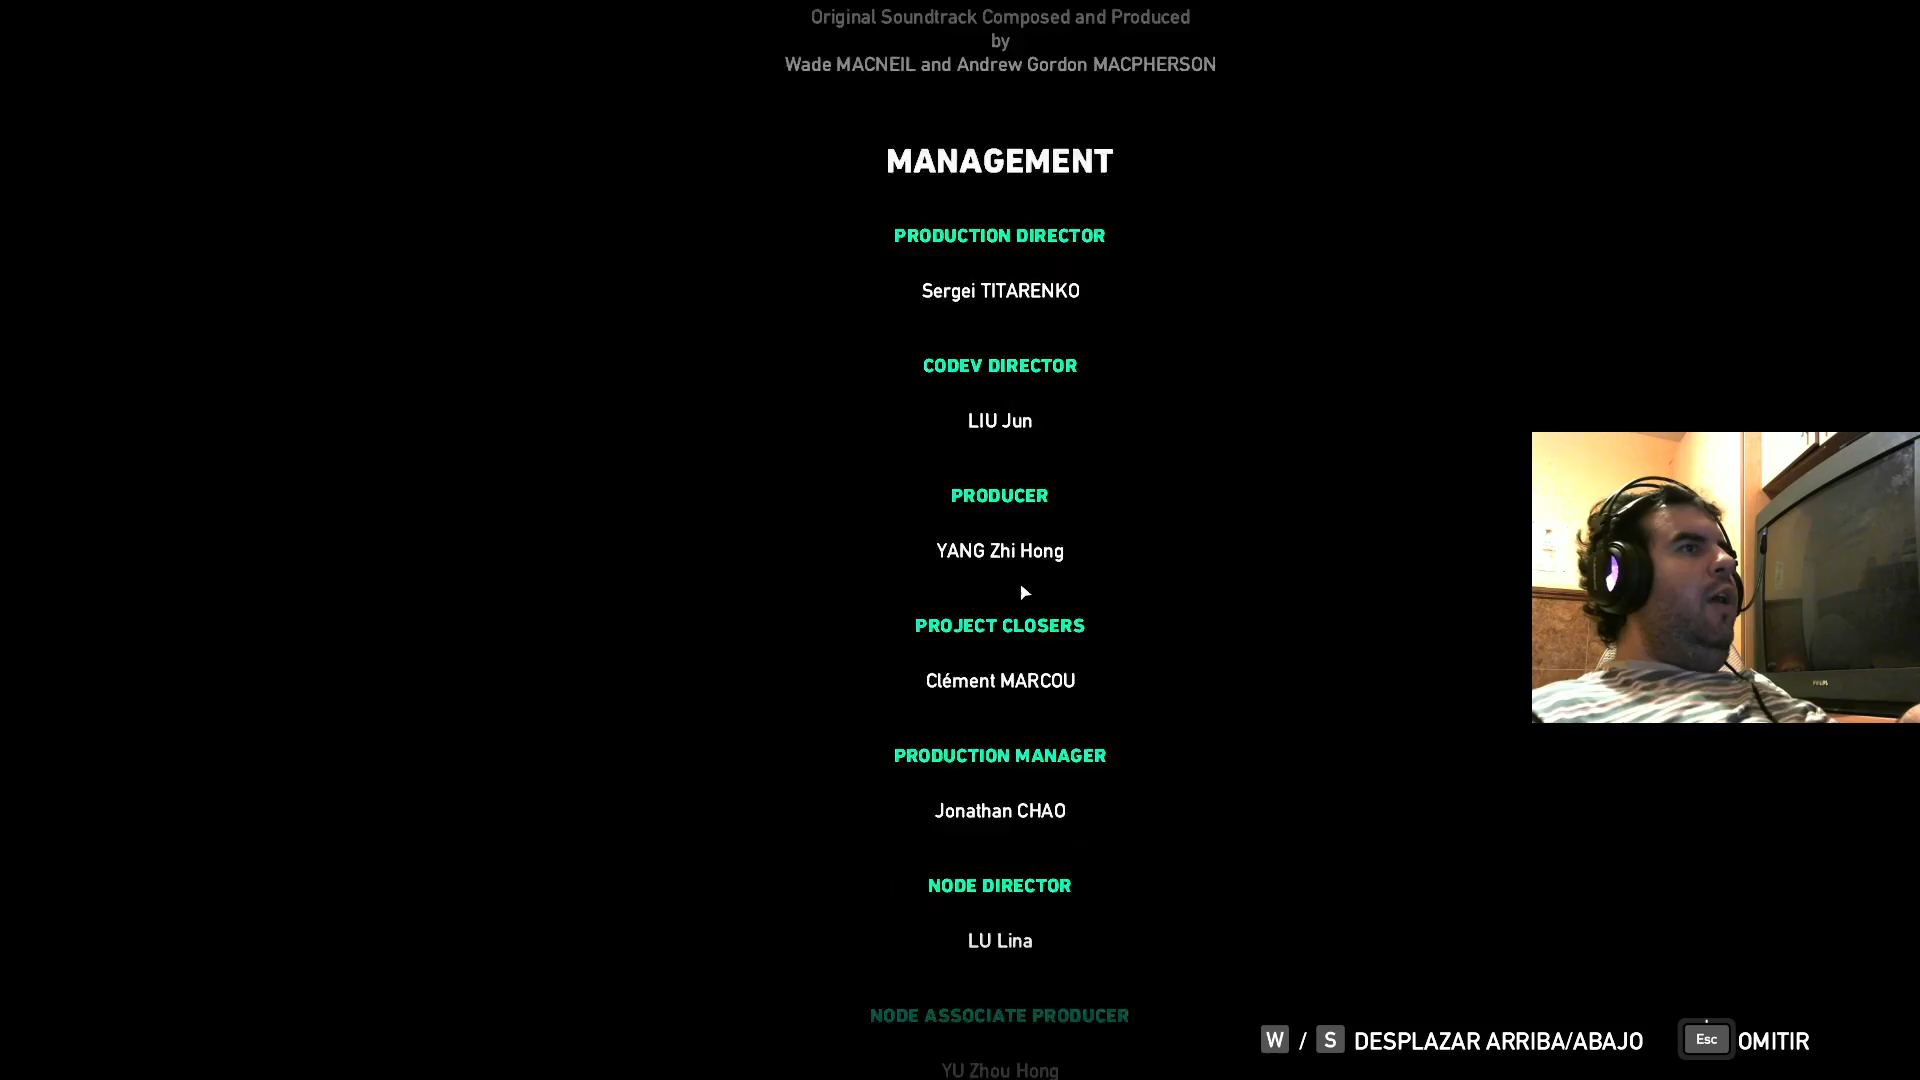 Original Soundtrack Composed and Produced
by
Wade MACNEIL and Andrew Gordon MACPHERSON
MANAGEMENT
PRODUCTION DIRECTOR
Sergei TITARENKO
CODEV DIRECTOR
LIU Jun
PRODUCER
YANG Zhi Hong
PROJECT CLOSERS
Clément MARCOU
PRODUCTION MANAGER
Jonathan CHAO
NODE DIRECTOR
LU Lina
NODE ASSOCIATE PRODUCER
YU Zhou Hong
W / S DESPLAZAR ARRIBA/ABAJO Esc OMITIR
PHILIPS